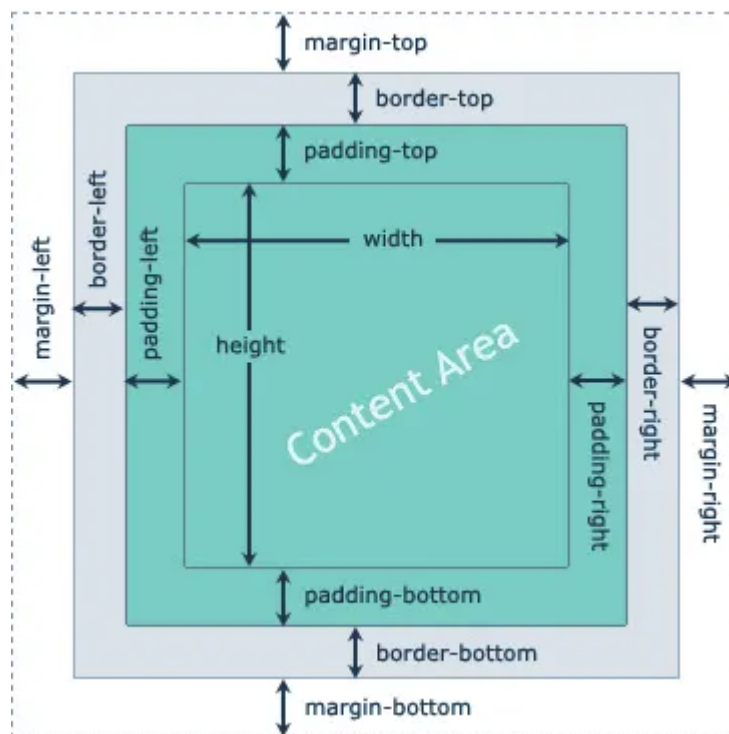 margin-top
border-top
padding-top
width
height
Content Area
margin-left
border-left
padding-left
padding-right
border-right
margin-right
padding-bottom
border-bottom
margin-bottom